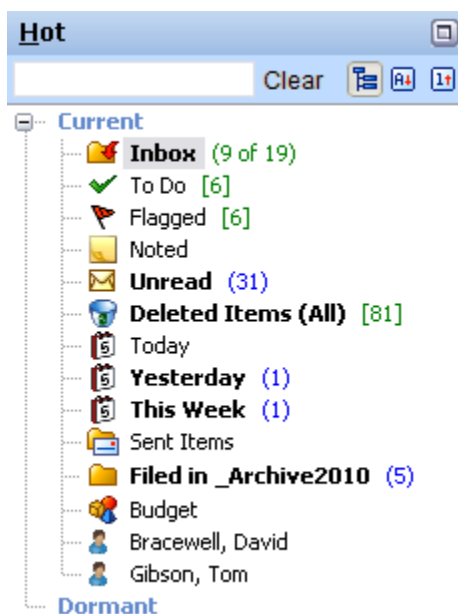 Hot
Clear
Current
Inbox (9 of 19)
To Do [6]
Flagged [6]
Noted
Unread (31)
Deleted Items (All) [81]
Today
Yesterday (1)
This Week (1)
Sent Items
Filed in _Archive2010 (5)
Budget
Bracewell, David
Gibson, Tom
Dormant